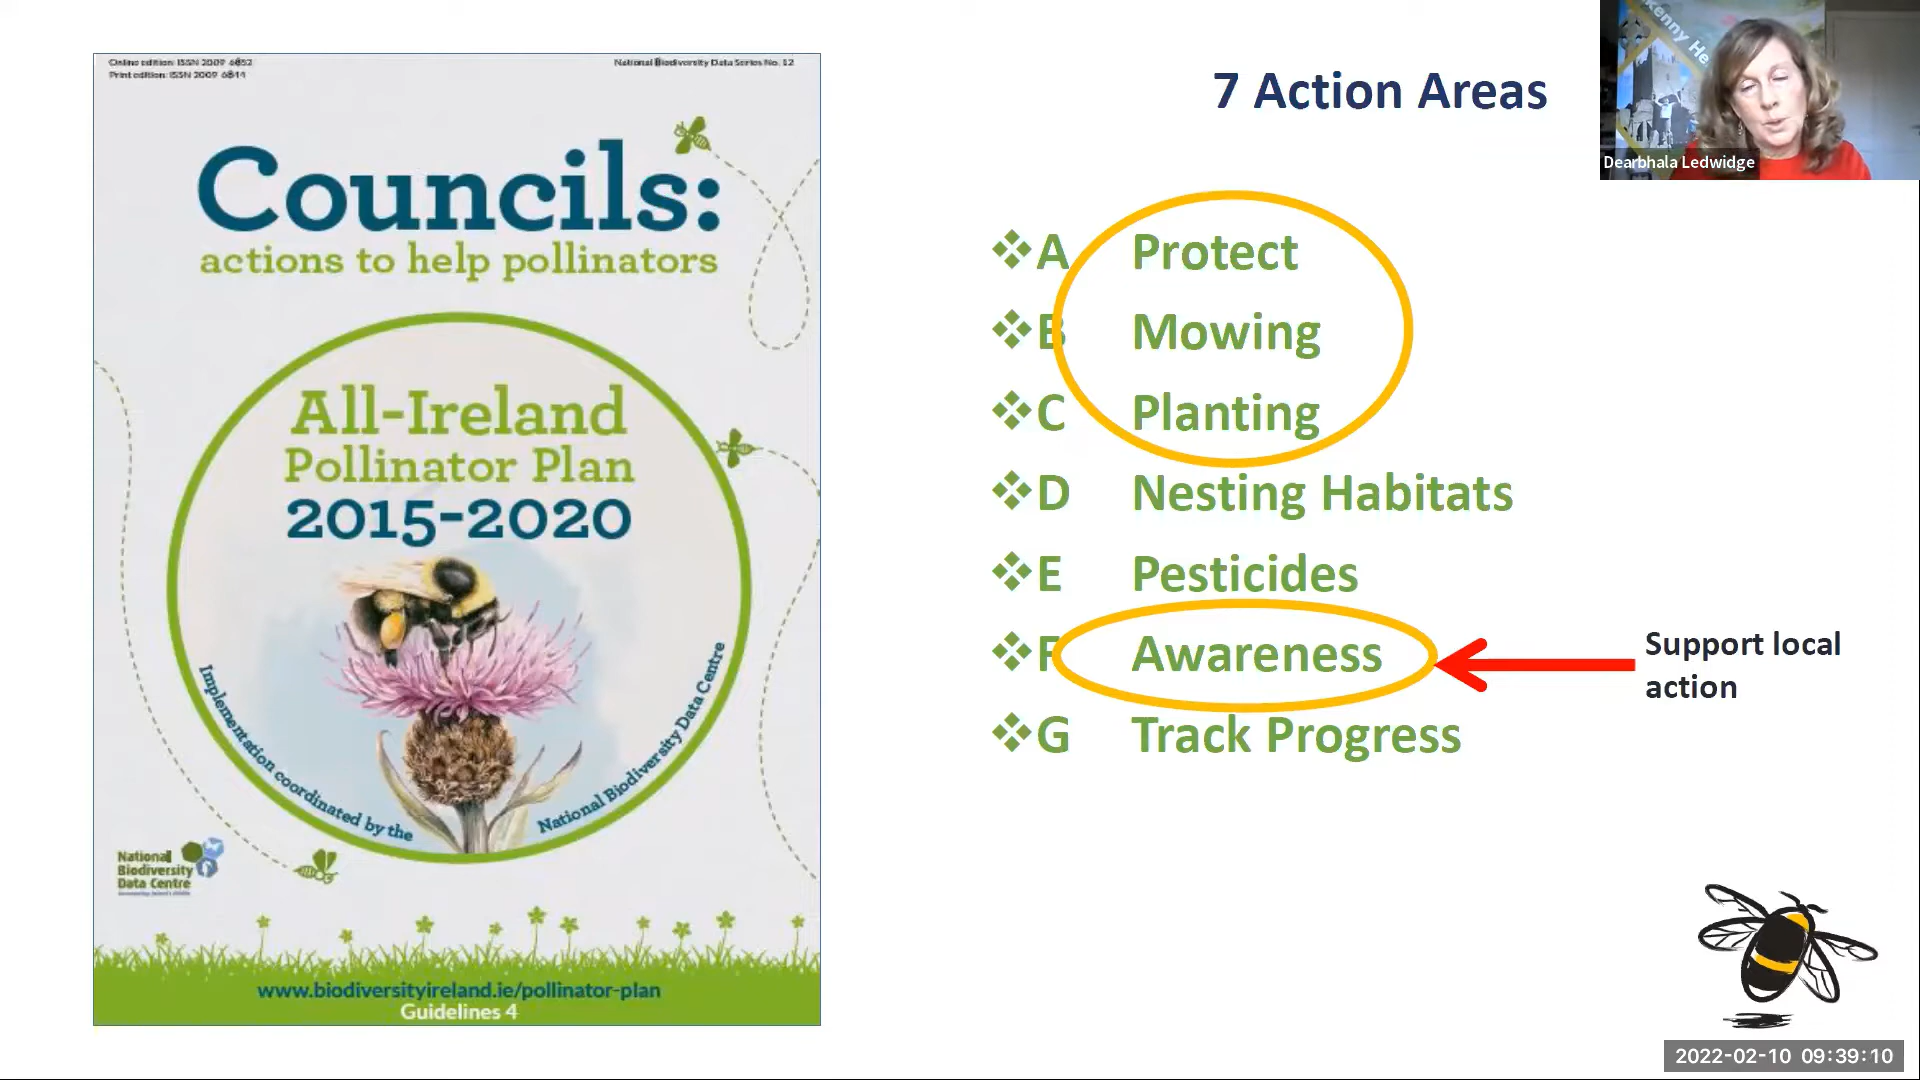 Online edition: ISSN 2009 6852
Print edition: ISSN 2009 6844
National Biodiversity Data Series No. 12
Councils:
actions to help pollinators
All-Ireland
Pollinator Plan
2015-2020
Implementation coordinated by the
National Biodiversity Data Centre
National
Biodiversity
Data Centre
www.biodiversityireland.ie/pollinator-plan
Guidelines 4
7 Action Areas
A Protect
B Mowing
C Planting
D Nesting Habitats
E Pesticides
F Awareness
G Track Progress
Support local
action
kenny He
Dearbhala Ledwidge
2022-02-10 09:39:10